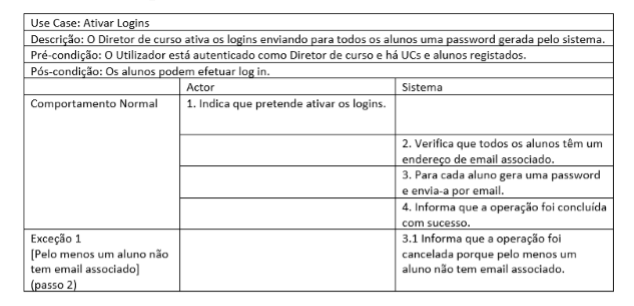 Use Case: Ativar Logins
Descrição: O Diretor de curso ativa os logins enviando para todos os alunos uma password gerada pelo sistema.
Pré-condição: O Utilizador está autenticado como Diretor de curso e há UCs e alunos registados.
Pós-condição: Os alunos podem efetuar log in.
Actor Sistema
Comportamento Normal 1. Indica que pretende ativar os logins.
2. Verifica que todos os alunos têm um
endereço de email associado.
3. Para cada aluno gera uma password
e envia-a por email.
4. Informa que a operação foi concluída
com sucesso.
Exceção 1
[Pelo menos um aluno não
tem email associado]
(passo 2)
3.1 Informa que a operação foi
cancelada porque pelo menos um
aluno não tem email associado.